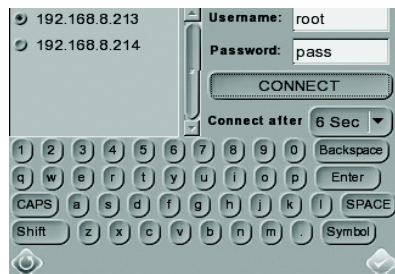 192.168.8.213
192.168.8.214
Username: root
Password: pass
CONNECT
Connect after 6 Sec
1 2 3 4 5 6 7 8 9 0 Backspace
q w e r t y u i o p Enter
CAPS a s d f g h j k l SPACE
Shift z x c v b n m . Symbol